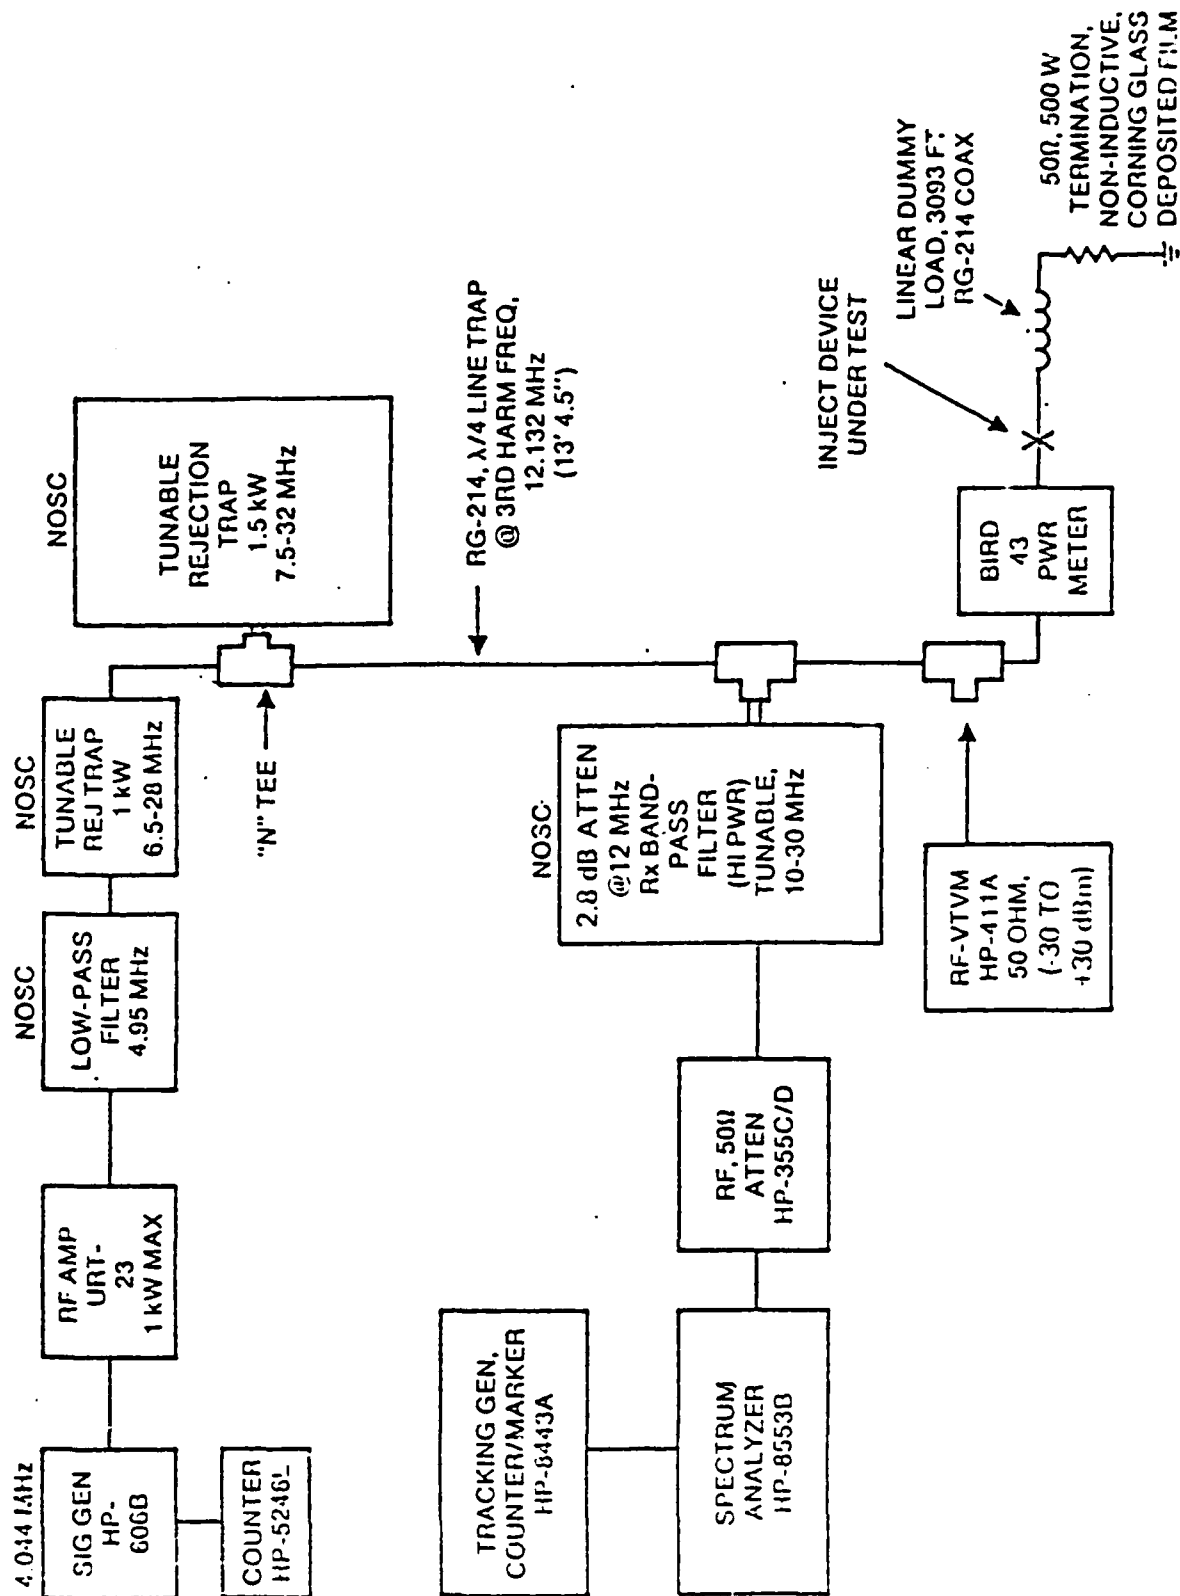 4.044 MHz
SIG GEN
HP-
606B
COUNTER
HP-5246L
RF AMP
URT-
23
1 kW MAX
NOSC
LOW-PASS
FILTER
4.95 MHz
NOSC
TUNABLE
REJ TRAP
1 kW
6.5-28 MHz
"N" TEE
NOSC
TUNABLE
REJECTION
TRAP
1.5 kW
7.5-32 MHz
RG-214, λ/4 LINE TRAP
@ 3RD HARM FREQ,
12.132 MHz
(13' 4.5")
TRACKING GEN,
COUNTER/MARKER
HP-8443A
SPECTRUM
ANALYZER
HP-8553B
RF, 50Ω
ATTEN
HP-355C/D
NOSC
2.8 dB ATTEN
@12 MHz
Rx BAND-
PASS
FILTER
(HI PWR)
TUNABLE,
10-30 MHz
RF-VTVM
HP-411A
50 OHM,
(-30 TO
+30 dBm)
BIRD
43
PWR
METER
INJECT DEVICE
UNDER TEST
LINEAR DUMMY
LOAD, 3093 FT
RG-214 COAX
50Ω, 500 W
TERMINATION,
NON-INDUCTIVE,
CORNING GLASS
DEPOSITED FILM